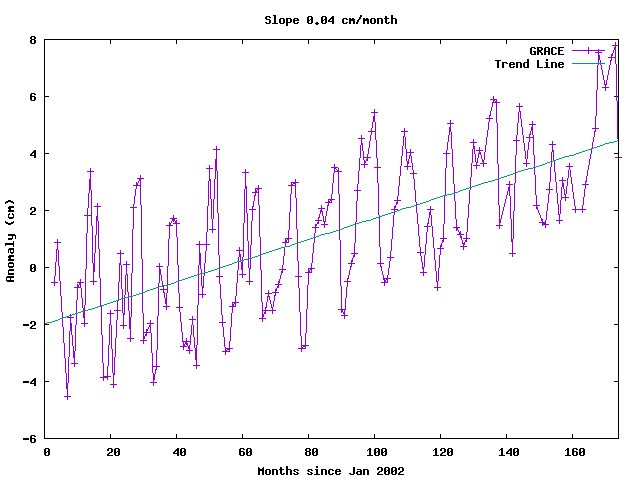 Slope 0.04 cm/month
GRACE
Trend Line
8
6
4
2
0
-2
-4
-6
Anomaly (cm)
0 20 40 60 80 100 120 140 160
Months since Jan 2002